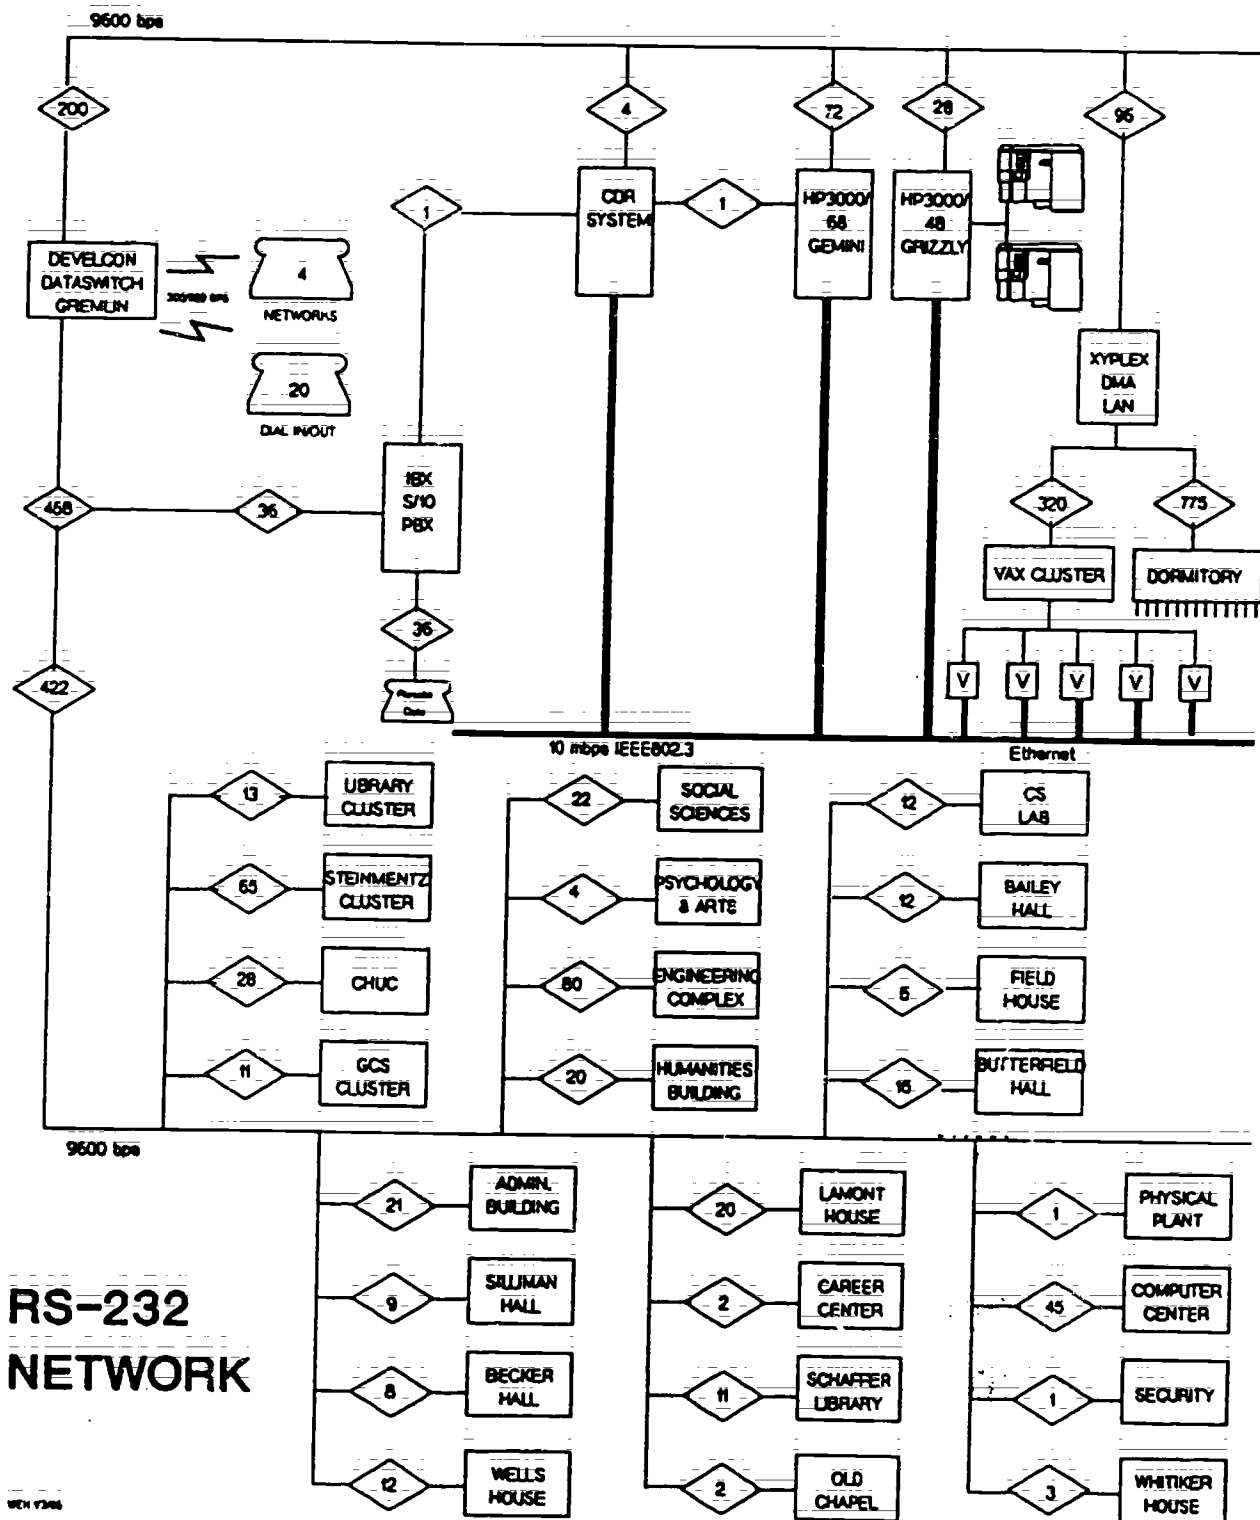 9600 bps
200
4
72
28
96
1
CDR
SYSTEM
1
HP3000/
68
GEMINI
HP3000/
48
GRIZZLY
DEVELCON
DATASWITCH
GREMLIN
4
NETWORKS
20
DIAL IN/OUT
XYPLEX
DMA
LAN
IBX
S/10
PBX
458
36
320
775
VAX CLUSTER
DORMITORY
36
422
Data
V
V
V
V
V
10 mbps IEEE802.3
Ethernet
13
LIBRARY
CLUSTER
22
SOCIAL
SCIENCES
12
CS
LAB
65
STEINMENTZ
CLUSTER
4
PSYCHOLOGY
& ARTS
12
BAILEY
HALL
28
CHUC
80
ENGINEERING
COMPLEX
5
FIELD
HOUSE
11
GCS
CLUSTER
20
HUMANITIES
BUILDING
BUTTERFIELD
HALL
9600 bps
21
ADMIN.
BUILDING
20
LAMONT
HOUSE
1
PHYSICAL
PLANT
9
SILLIMAN
HALL
2
CAREER
CENTER
45
COMPUTER
CENTER
8
BECKER
HALL
11
SCHAFFER
LIBRARY
1
SECURITY
12
WELLS
HOUSE
2
OLD
CHAPEL
3
WHITIKER
HOUSE
RS-232
NETWORK